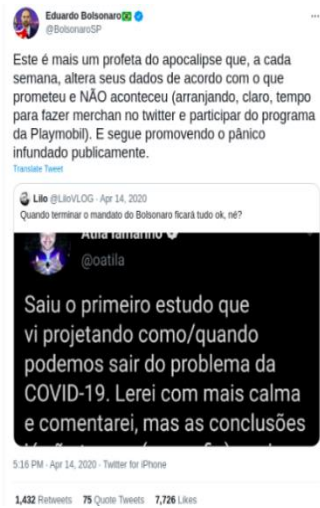 Eduardo Bolsonaro
@BolsonaroSP
Este é mais um profeta do apocalipse que, a cada
semana, altera seus dados de acordo com o que
prometeu e NÃO aconteceu (arranjando, claro, tempo
para fazer merchan no twitter e participar do programa
da Playmobil). E segue promovendo o pânico
infundado publicamente.
Translate Tweet
Lilo @LiloVLOG · Apr 14, 2020
Quando terminar o mandato do Bolsonaro ficará tudo ok, né?
Atila Iamarino
@oatila
Saiu o primeiro estudo que
vi projetando como/quando
podemos sair do problema da
COVID-19. Lerei com mais calma
e comentarei, mas as conclusões
5:16 PM · Apr 14, 2020 · Twitter for iPhone
1,432 Retweets 75 Quote Tweets 7,726 Likes